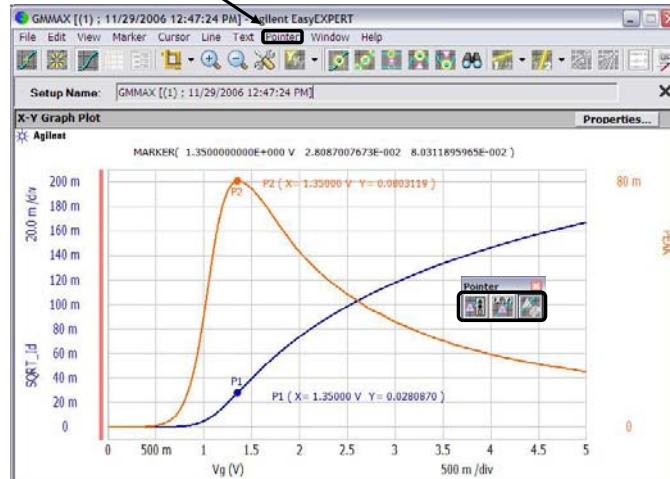 GMMAX [(1) ; 11/29/2006 12:47:24 PM] - Agilent EasyEXPERT
File Edit View Marker Cursor Line Text Pointer Window Help
Setup Name: GMMAX [(1) ; 11/29/2006 12:47:24 PM]
X-Y Graph Plot Properties...
Agilent
MARKER( 1.3500000000E+000 V 2.8087007673E-002 8.0311895965E-002 )
20.0 m /div
SQRT_Id
200 m
180 m
160 m
140 m
120 m
100 m
80 m
60 m
40 m
20 m
0
P2 P2 ( X= 1.35000 V Y= 0.0803119 )
Pointer
P1 P1 ( X= 1.35000 V Y= 0.0280870 )
80 m
PEAK
0
0 500 m 1 1.5 2 2.5 3 3.5 4 4.5 5
Vg (V) 500 m /div